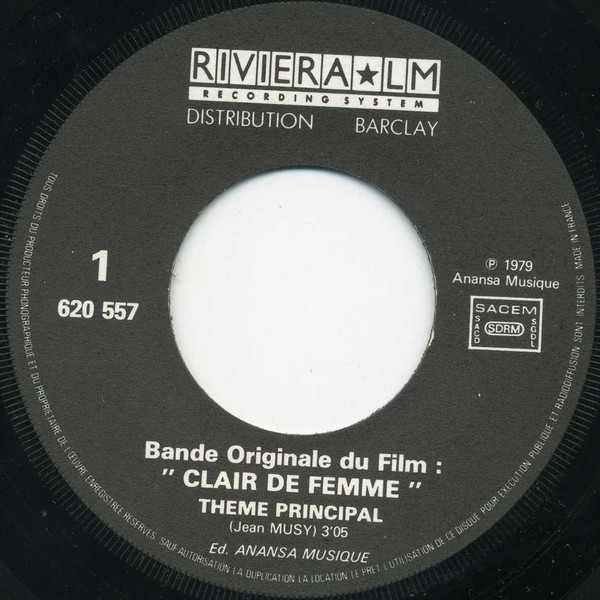 RIVIERA★LM
RECORDING SYSTEM
DISTRIBUTION BARCLAY
1
620 557
℗ 1979
Anansa Musique
SACEM
SACD SDRM SGDL
Bande Originale du Film :
" CLAIR DE FEMME "
THEME PRINCIPAL
(Jean MUSY) 3'05
Ed. ANANSA MUSIQUE
TOUS DROITS DU PRODUCTEUR PHONOGRAPHIQUE ET DU PROPRIETAIRE DE L'ŒUVRE ENREGISTREE RESERVES. SAUF AUTORISATION LA DUPLICATION LA LOCATION LE PRET L'UTILISATION DE CE DISQUE POUR EXECUTION PUBLIQUE ET RADIODIFFUSION SONT INTERDITS MADE IN FRANCE